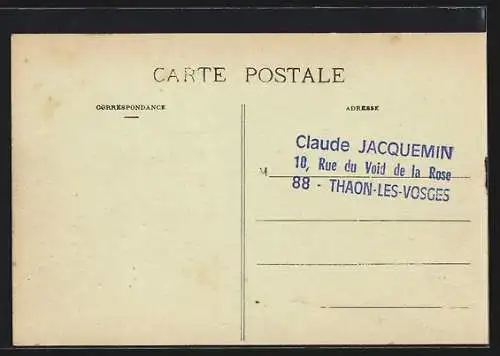 CARTE POSTALE
CORRESPONDANCE
ADRESSE
Claude JACQUEMIN
10, Rue du Void de la Rose
M
88 - THAON-LES-VOSGES